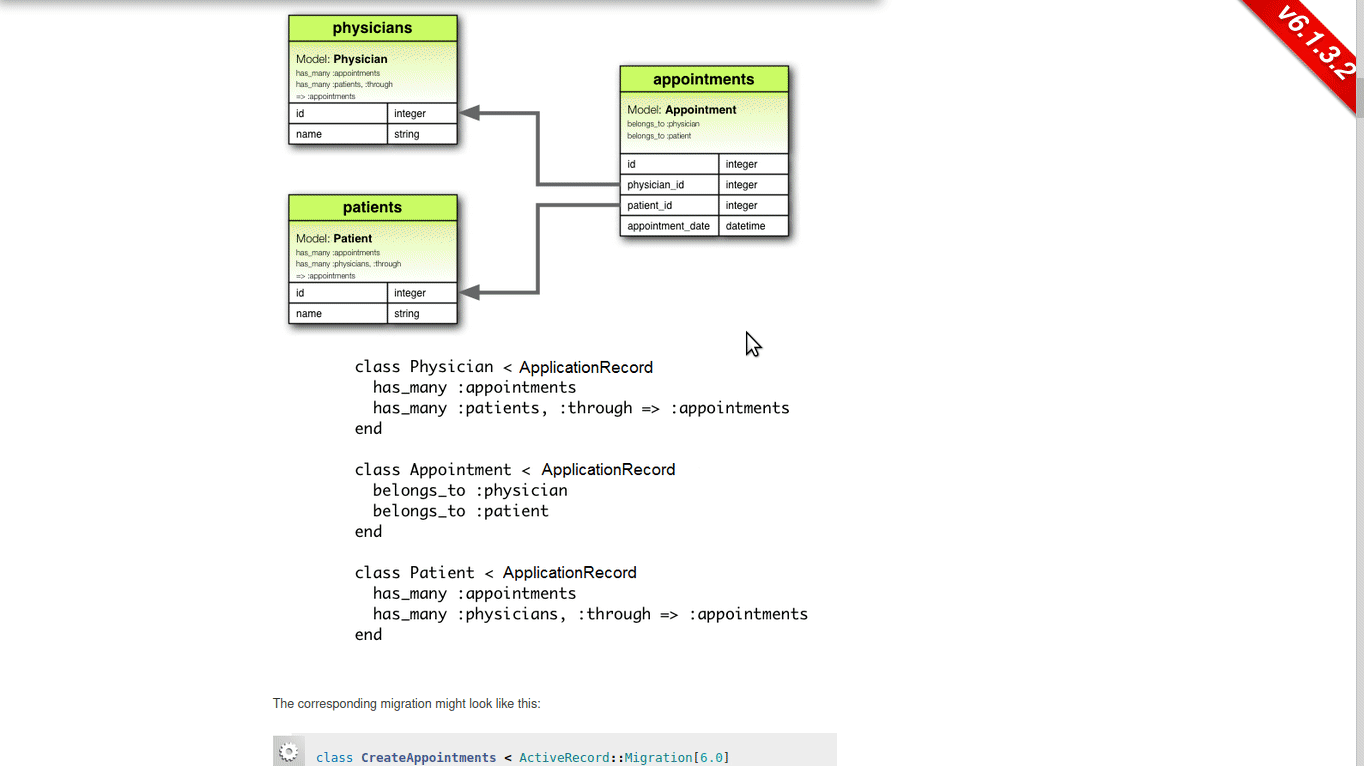 v6.1.3.2
physicians
Model: Physician
has_many :appointments
has_many :patients, :through
=> :appointments
id integer
name string
appointments
Model: Appointment
belongs_to :physician
belongs_to :patient
id integer
physician_id integer
patient_id integer
appointment_date datetime
patients
Model: Patient
has_many :appointments
has_many :physicians, :through
=> :appointments
id integer
name string
class Physician < ApplicationRecord
has_many :appointments
has_many :patients, :through => :appointments
end
class Appointment < ApplicationRecord
belongs_to :physician
belongs_to :patient
end
class Patient < ApplicationRecord
has_many :appointments
has_many :physicians, :through => :appointments
end
The corresponding migration might look like this:
class CreateAppointments < ActiveRecord::Migration[6.0]